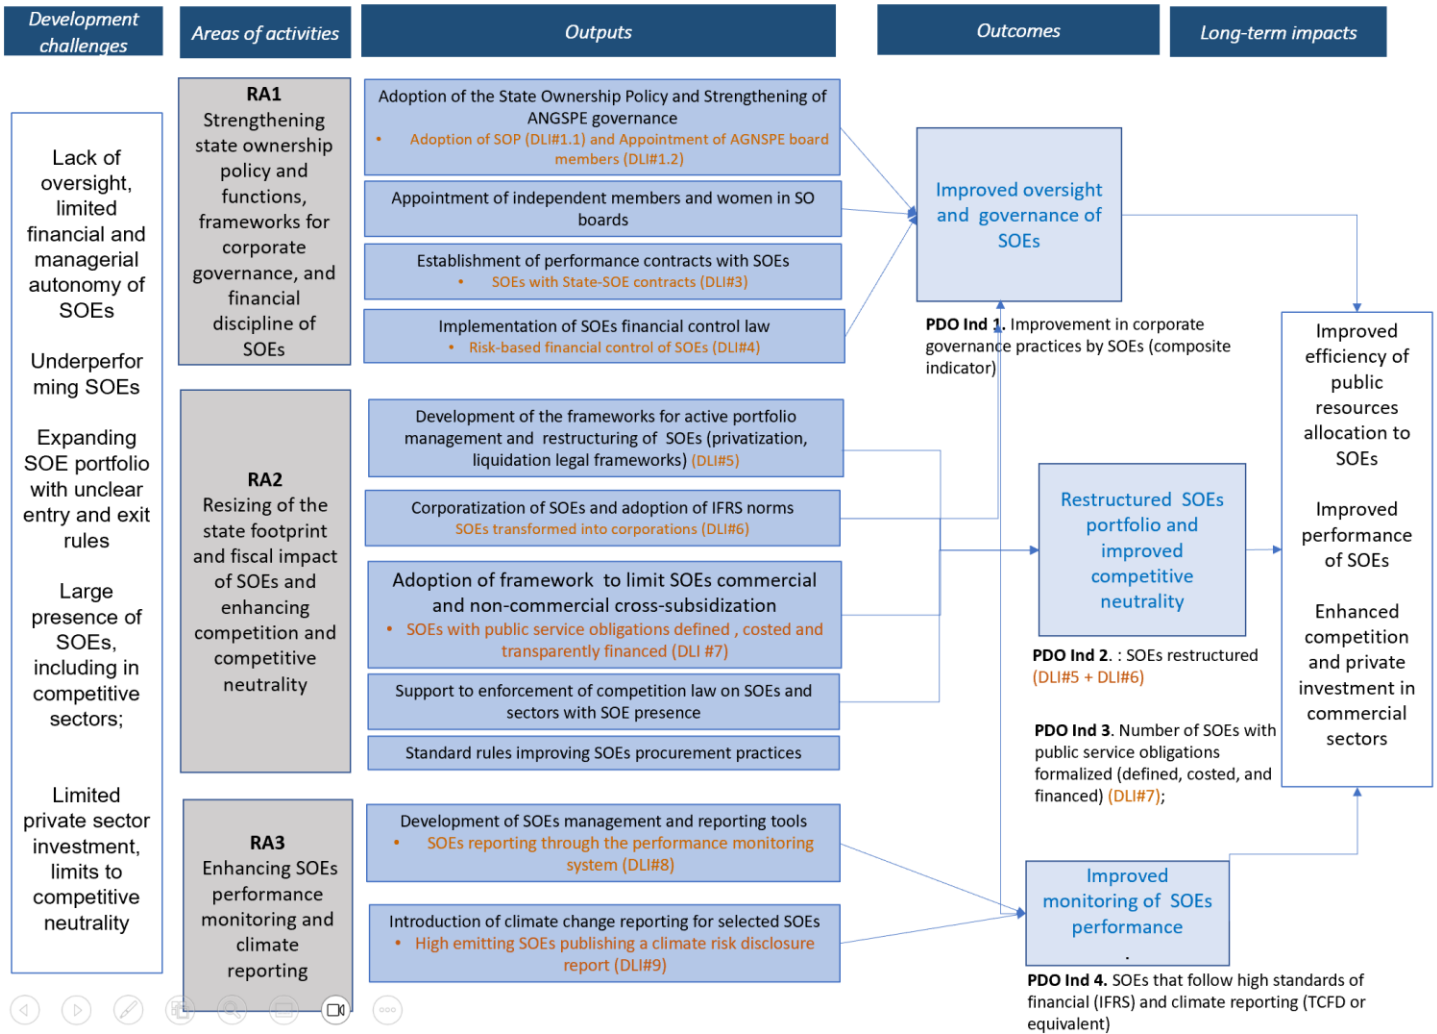 Development
challenges
Areas of activities
Outputs
Outcomes
Long-term impacts
Lack of
oversight,
limited
financial and
managerial
autonomy of
SOEs
Underperfor
ming SOEs
Expanding
SOE portfolio
with unclear
entry and exit
rules
Large
presence of
SOEs,
including in
competitive
sectors;
Limited
private sector
investment,
limits to
competitive
neutrality
RA1
Strengthening
state ownership
policy and
functions,
frameworks for
corporate
governance, and
financial
discipline of
SOEs
RA2
Resizing of the
state footprint
and fiscal impact
of SOEs and
enhancing
competition and
competitive
neutrality
RA3
Enhancing SOEs
performance
monitoring and
climate
reporting
Adoption of the State Ownership Policy and Strengthening of
ANGSPE governance
• Adoption of SOP (DLI#1.1) and Appointment of AGNSPE board
members (DLI#1.2)
Appointment of independent members and women in SO
boards
Establishment of performance contracts with SOEs
• SOEs with State-SOE contracts (DLI#3)
Implementation of SOEs financial control law
• Risk-based financial control of SOEs (DLI#4)
Development of the frameworks for active portfolio
management and restructuring of SOEs (privatization,
liquidation legal frameworks) (DLI#5)
Corporatization of SOEs and adoption of IFRS norms
SOEs transformed into corporations (DLI#6)
Adoption of framework to limit SOEs commercial
and non-commercial cross-subsidization
• SOEs with public service obligations defined , costed and
transparently financed (DLI #7)
Support to enforcement of competition law on SOEs and
sectors with SOE presence
Standard rules improving SOEs procurement practices
Development of SOEs management and reporting tools
• SOEs reporting through the performance monitoring
system (DLI#8)
Introduction of climate change reporting for selected SOEs
• High emitting SOEs publishing a climate risk disclosure
report (DLI#9)
Improved oversight
and governance of
SOEs
PDO Ind 1. Improvement in corporate
governance practices by SOEs (composite
indicator)
Restructured SOEs
portfolio and
improved
competitive
neutrality
PDO Ind 2. : SOEs restructured
(DLI#5 + DLI#6)
PDO Ind 3. Number of SOEs with
public service obligations
formalized (defined, costed, and
financed) (DLI#7);
Improved
monitoring of SOEs
performance
.
PDO Ind 4. SOEs that follow high standards of
financial (IFRS) and climate reporting (TCFD or
equivalent)
Improved
efficiency of
public
resources
allocation to
SOEs
Improved
performance
of SOEs
Enhanced
competition
and private
investment in
commercial
sectors